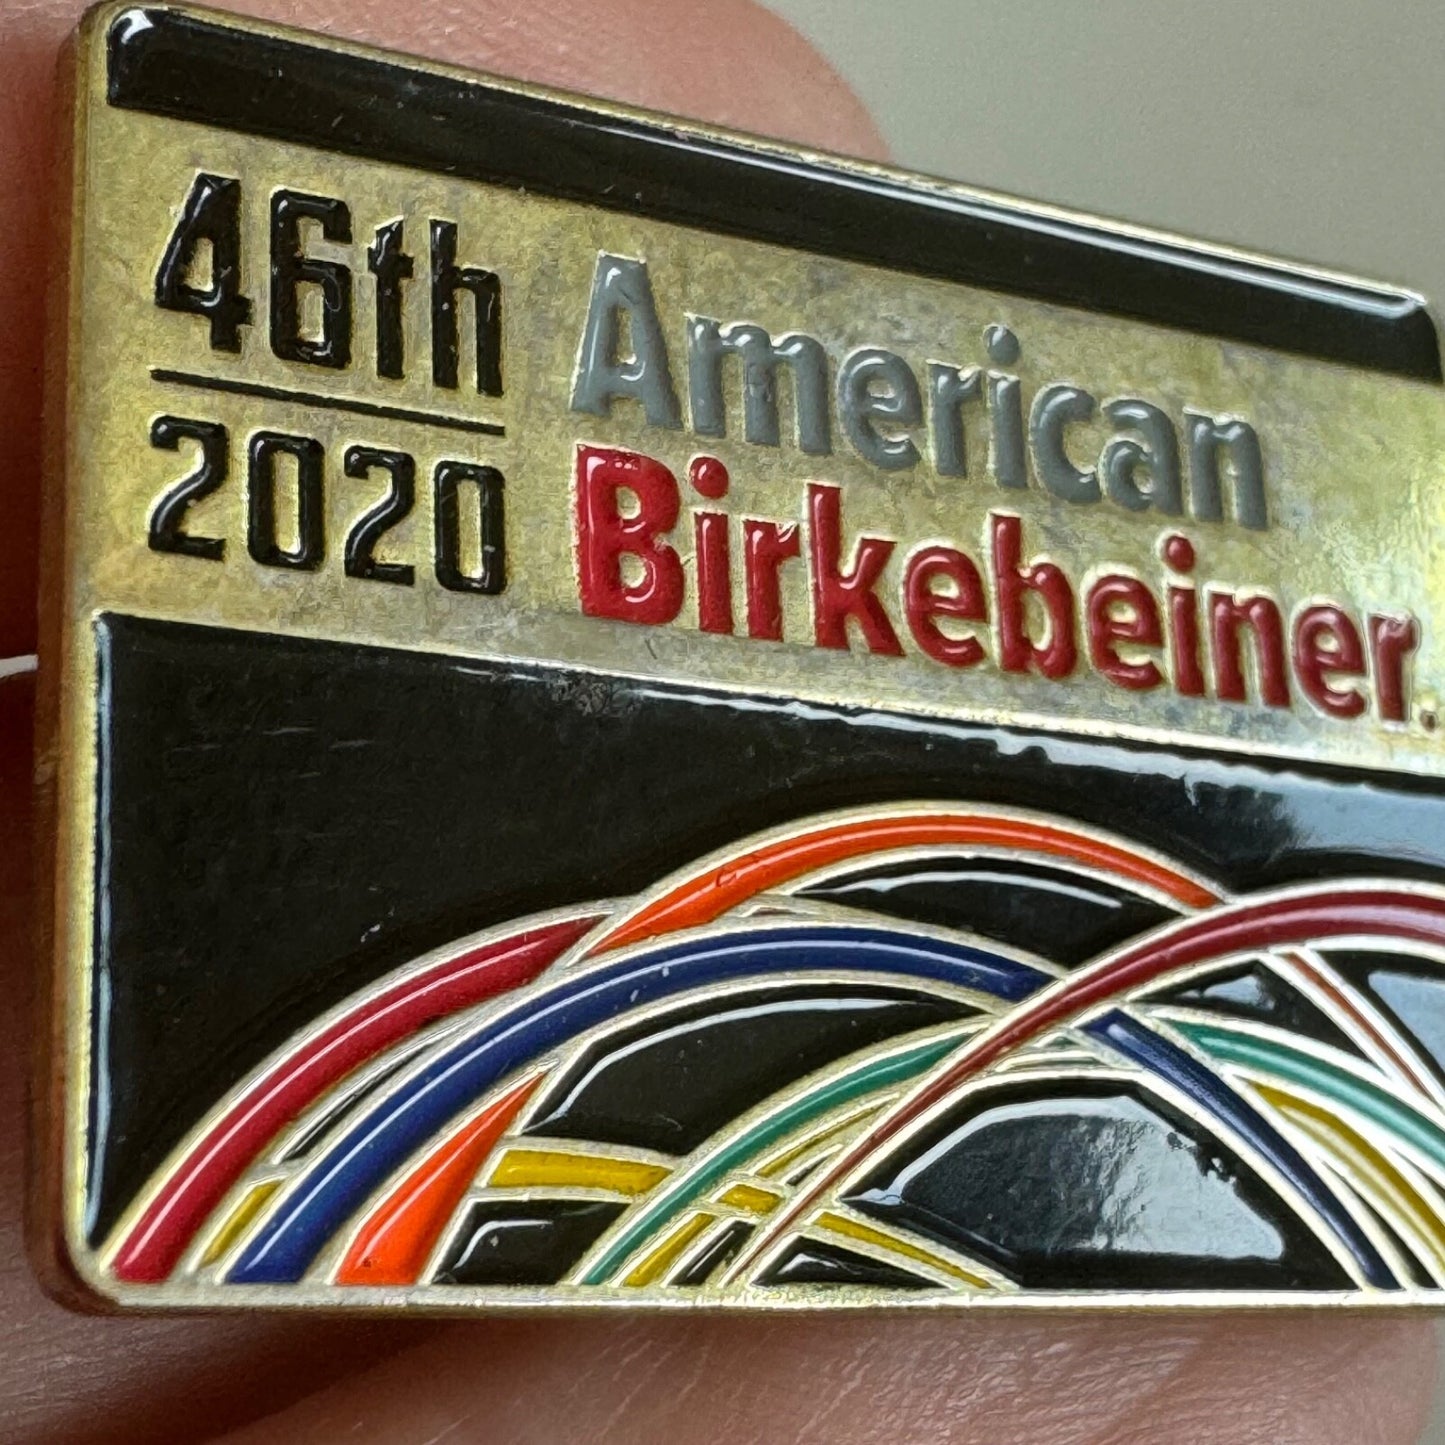 46th
2020
American
Birkebeiner.